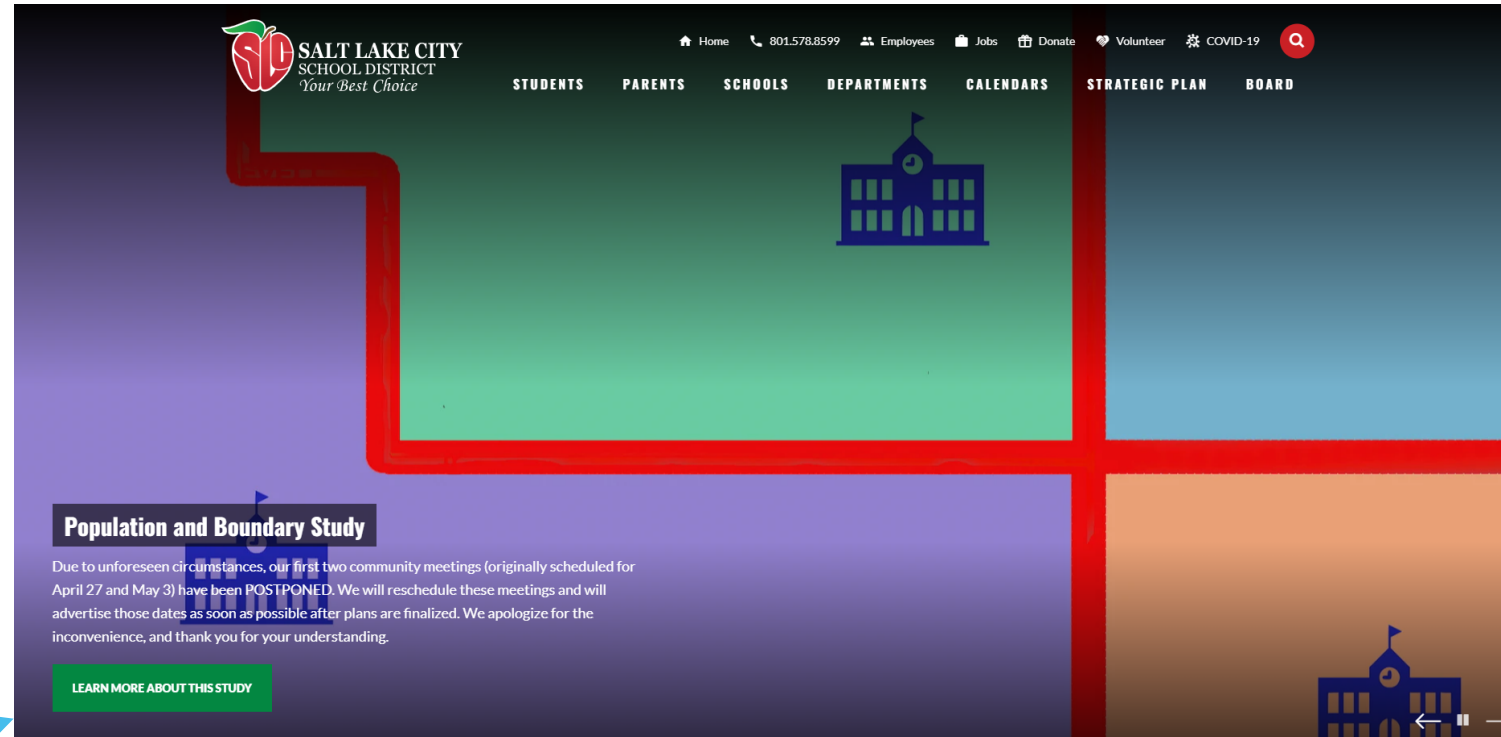 SLC
SALT LAKE CITY
SCHOOL DISTRICT
Your Best Choice
Home 801.578.8599 Employees Jobs Donate Volunteer COVID-19
STUDENTS PARENTS SCHOOLS DEPARTMENTS CALENDARS STRATEGIC PLAN BOARD
Population and Boundary Study
Due to unforeseen circumstances, our first two community meetings (originally scheduled for
April 27 and May 3) have been POSTPONED. We will reschedule these meetings and will
advertise those dates as soon as possible after plans are finalized. We apologize for the
inconvenience, and thank you for your understanding.
LEARN MORE ABOUT THIS STUDY